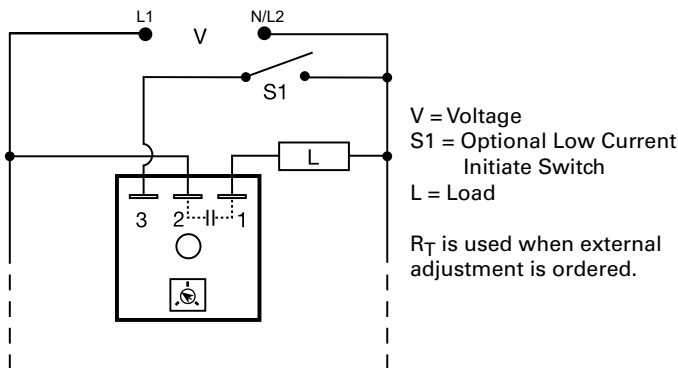 L1 V N/L2
S1
L
3 2 1
V = Voltage
S1 = Optional Low Current
Initiate Switch
L = Load
RT is used when external
adjustment is ordered.